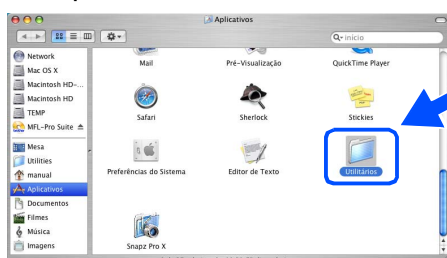 Aplicativos
início
Network
Mac OS X
Macintosh HD-...
Macintosh HD
TEMP
MFL-Pro Suite
Mesa
Utilities
manual
Aplicativos
Documentos
Filmes
Música
Imagens
Mail
Pré-Visualização
QuickTime Player
Safari
Sherlock
Stickies
Preferências do Sistema
Editor de Texto
Utilitários
Snapz Pro X